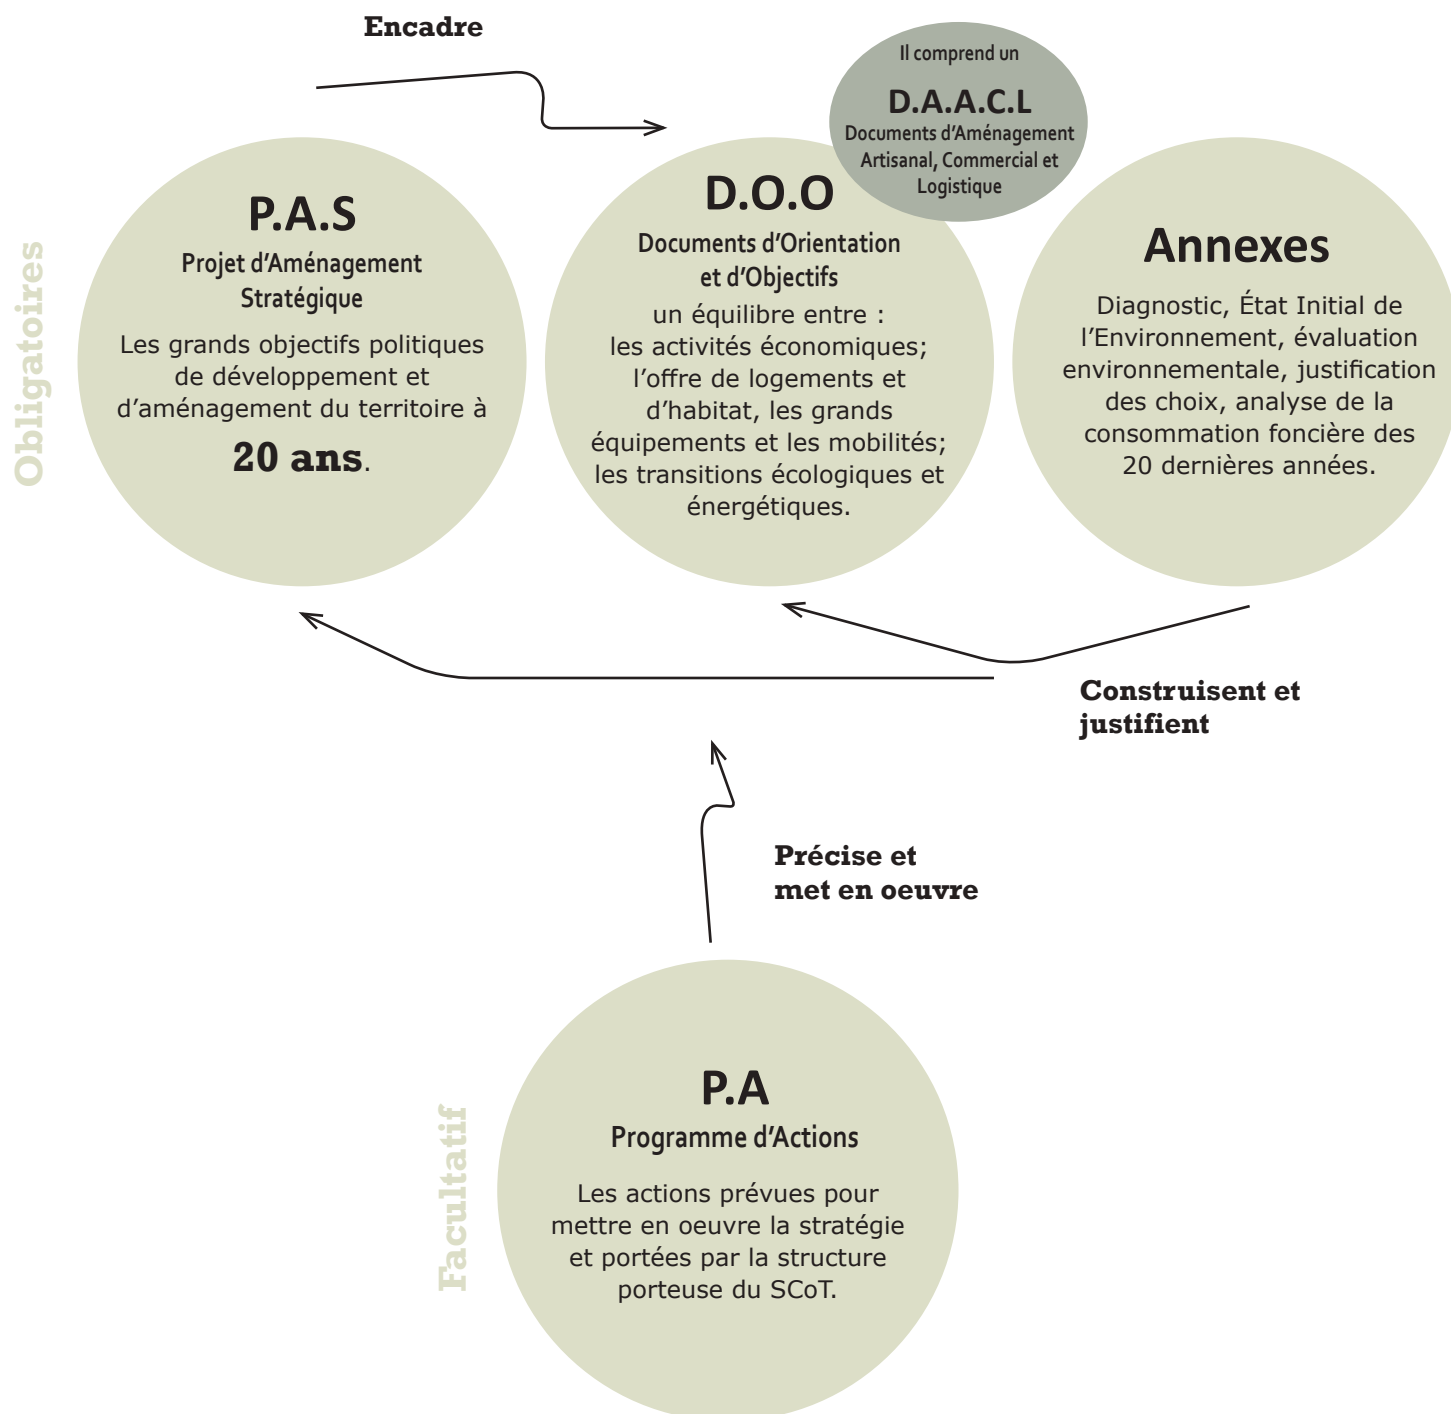 Encadre
Il comprend un
D.A.A.C.L
Documents d'Aménagement
Artisanal, Commercial et
Logistique
Obligatoires
P.A.S
Projet d'Aménagement
Stratégique
Les grands objectifs politiques
de développement et
d'aménagement du territoire à
20 ans.
D.O.O
Documents d'Orientation
et d'Objectifs
un équilibre entre :
les activités économiques;
l'offre de logements et
d'habitat, les grands
équipements et les mobilités;
les transitions écologiques et
énergétiques.
Annexes
Diagnostic, État Initial de
l'Environnement, évaluation
environnementale, justification
des choix, analyse de la
consommation foncière des
20 dernières années.
Construisent et
justifient
Précise et
met en oeuvre
Facultatif
P.A
Programme d'Actions
Les actions prévues pour
mettre en oeuvre la stratégie
et portées par la structure
porteuse du SCoT.